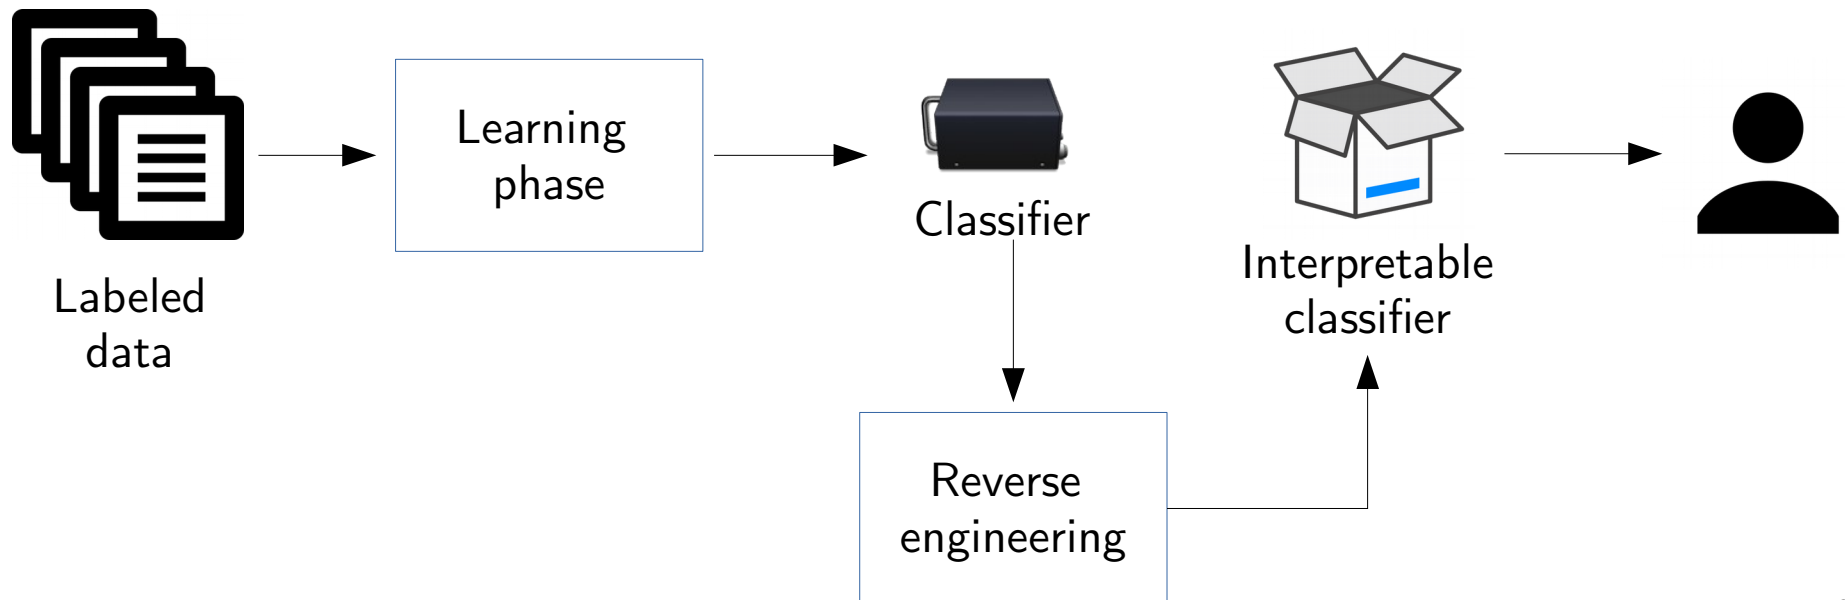 Labeled
data
Learning
phase
Classifier
Interpretable
classifier
Reverse
engineering